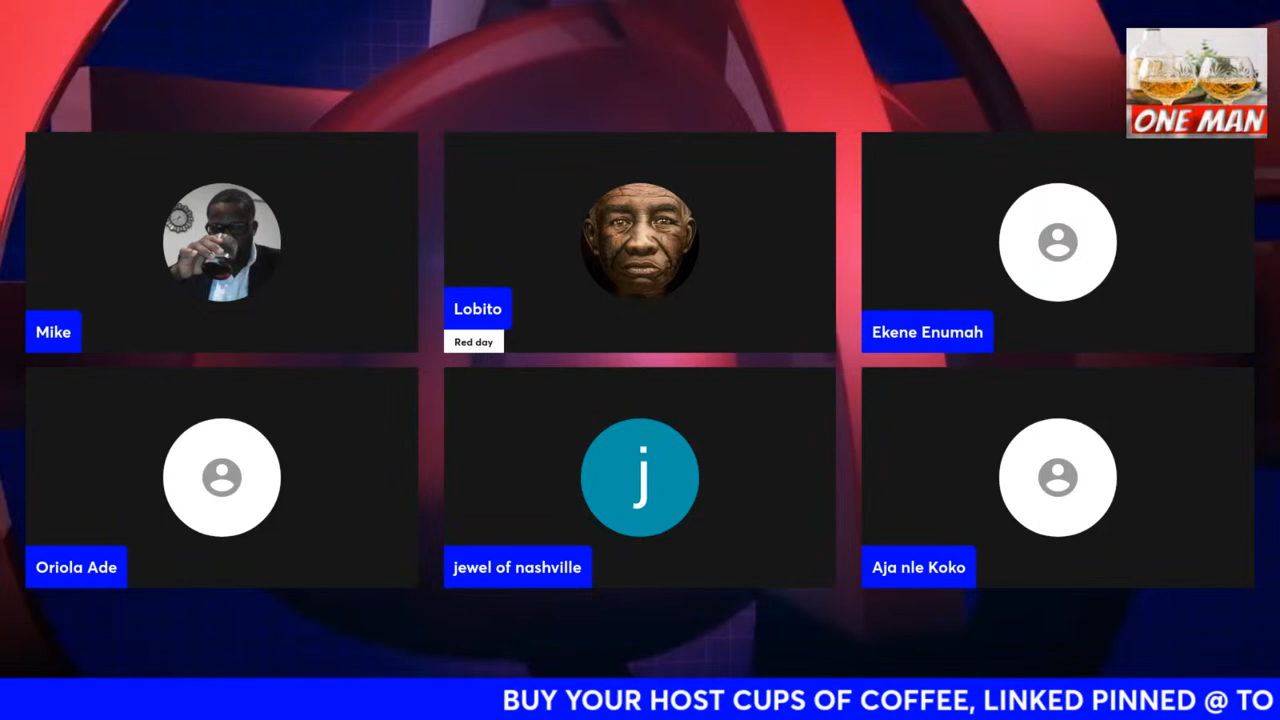 ONE MAN
Mike
Lobito
Red day
Ekene Enumah
Oriola Ade
j
jewel of nashville
Aja nle Koko
BUY YOUR HOST CUPS OF COFFEE, LINKED PINNED @ TO